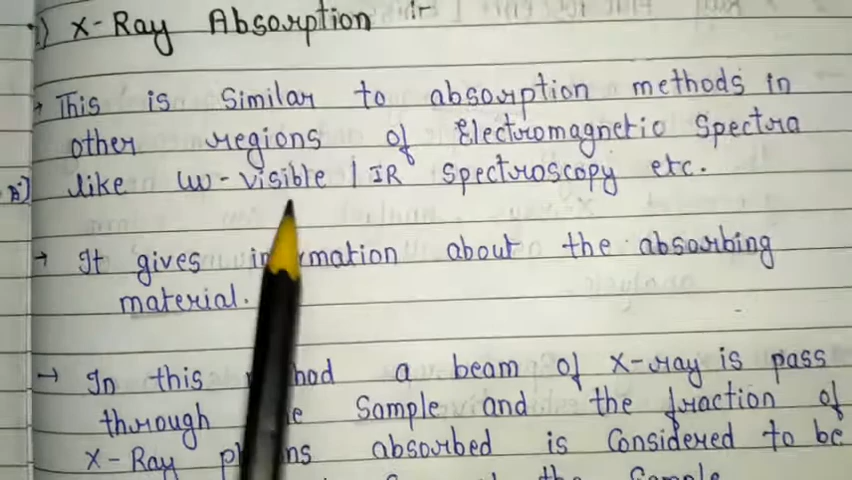 X-Ray Absorption :-
→ This is similar to absorption methods in
other regions of Electromagnetic Spectra
like UV-visible / IR spectroscopy etc.
→ It gives about the absorbing
material.
→ In this a beam of X-ray is pass
through Sample and the fraction of
X-Ray absorbed is Considered to be
the Sample